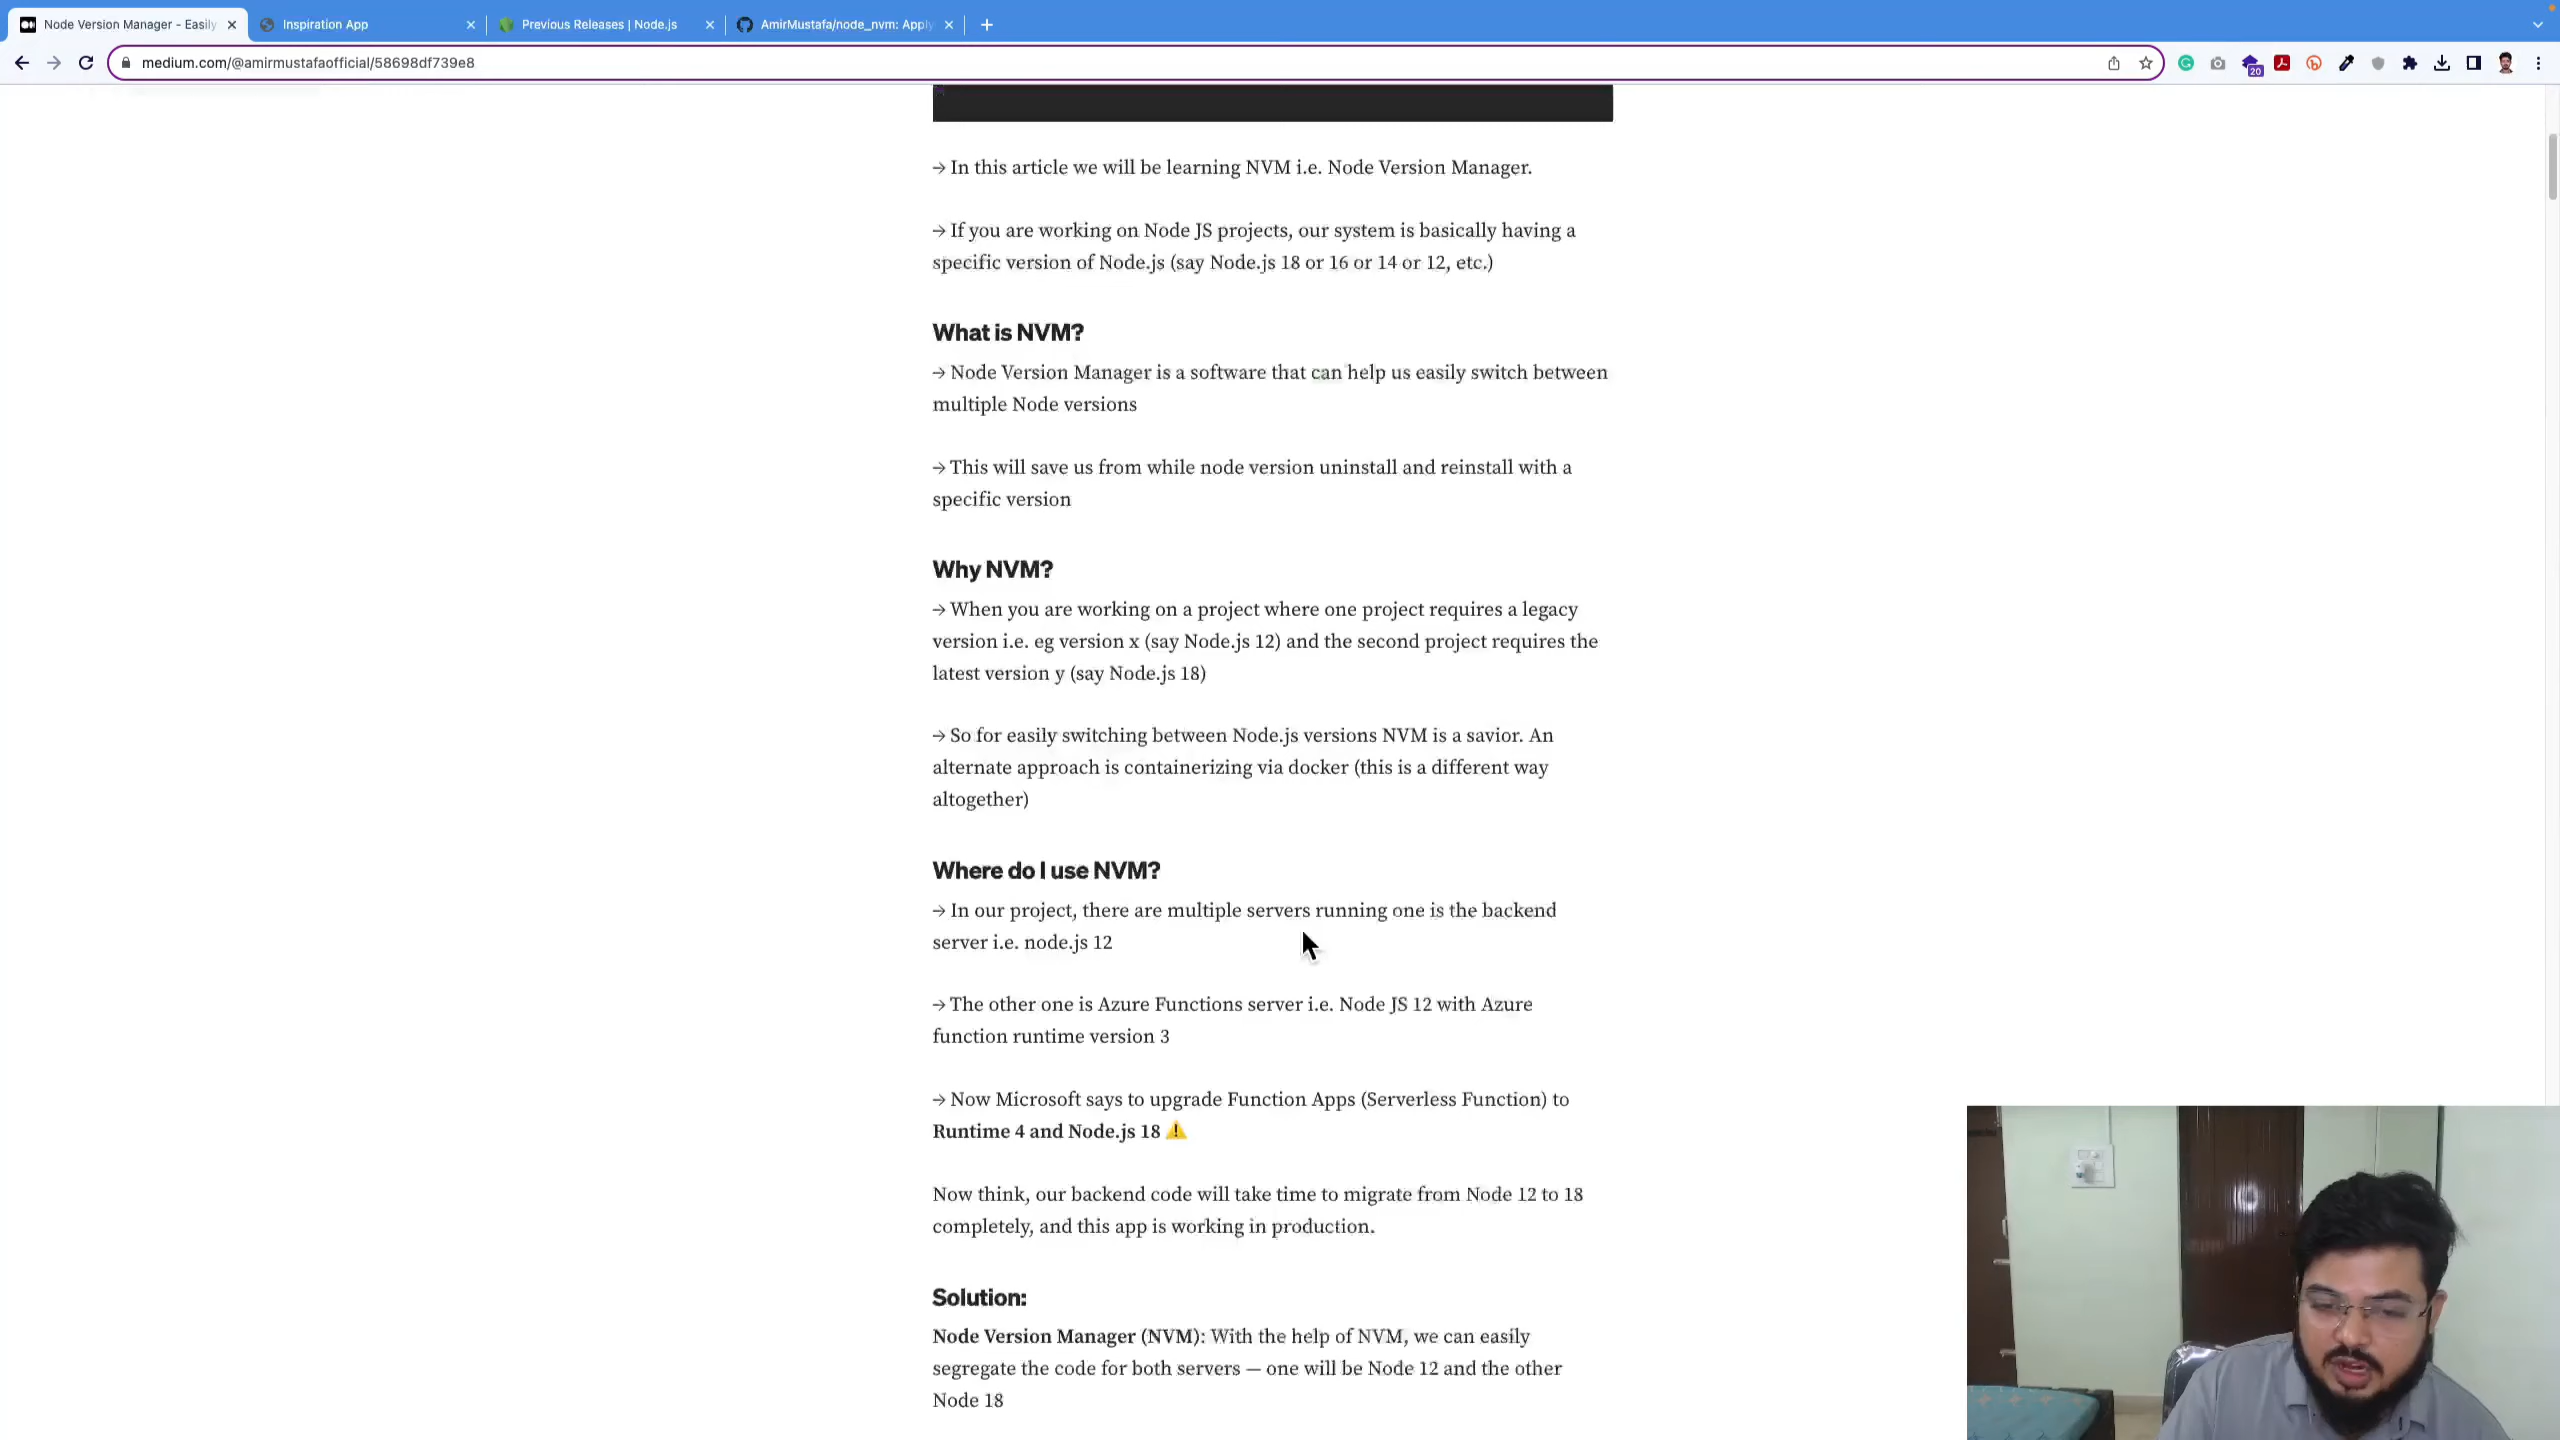 Node Version Manager - Easily
Inspiration App
Previous Releases | Node.js
AmirMustafa/node_nvm: Apply
medium.com/@amirmustafaofficial/58698df739e8
20
→ In this article we will be learning NVM i.e. Node Version Manager.
→ If you are working on Node JS projects, our system is basically having a
specific version of Node.js (say Node.js 18 or 16 or 14 or 12, etc.)
What is NVM?
→ Node Version Manager is a software that can help us easily switch between
multiple Node versions
→ This will save us from while node version uninstall and reinstall with a
specific version
Why NVM?
→ When you are working on a project where one project requires a legacy
version i.e. eg version x (say Node.js 12) and the second project requires the
latest version y (say Node.js 18)
→ So for easily switching between Node.js versions NVM is a savior. An
alternate approach is containerizing via docker (this is a different way
altogether)
Where do I use NVM?
→ In our project, there are multiple servers running one is the backend
server i.e. node.js 12
→ The other one is Azure Functions server i.e. Node JS 12 with Azure
function runtime version 3
→ Now Microsoft says to upgrade Function Apps (Serverless Function) to
Runtime 4 and Node.js 18 ⚠️
Now think, our backend code will take time to migrate from Node 12 to 18
completely, and this app is working in production.
Solution:
Node Version Manager (NVM): With the help of NVM, we can easily
segregate the code for both servers — one will be Node 12 and the other
Node 18